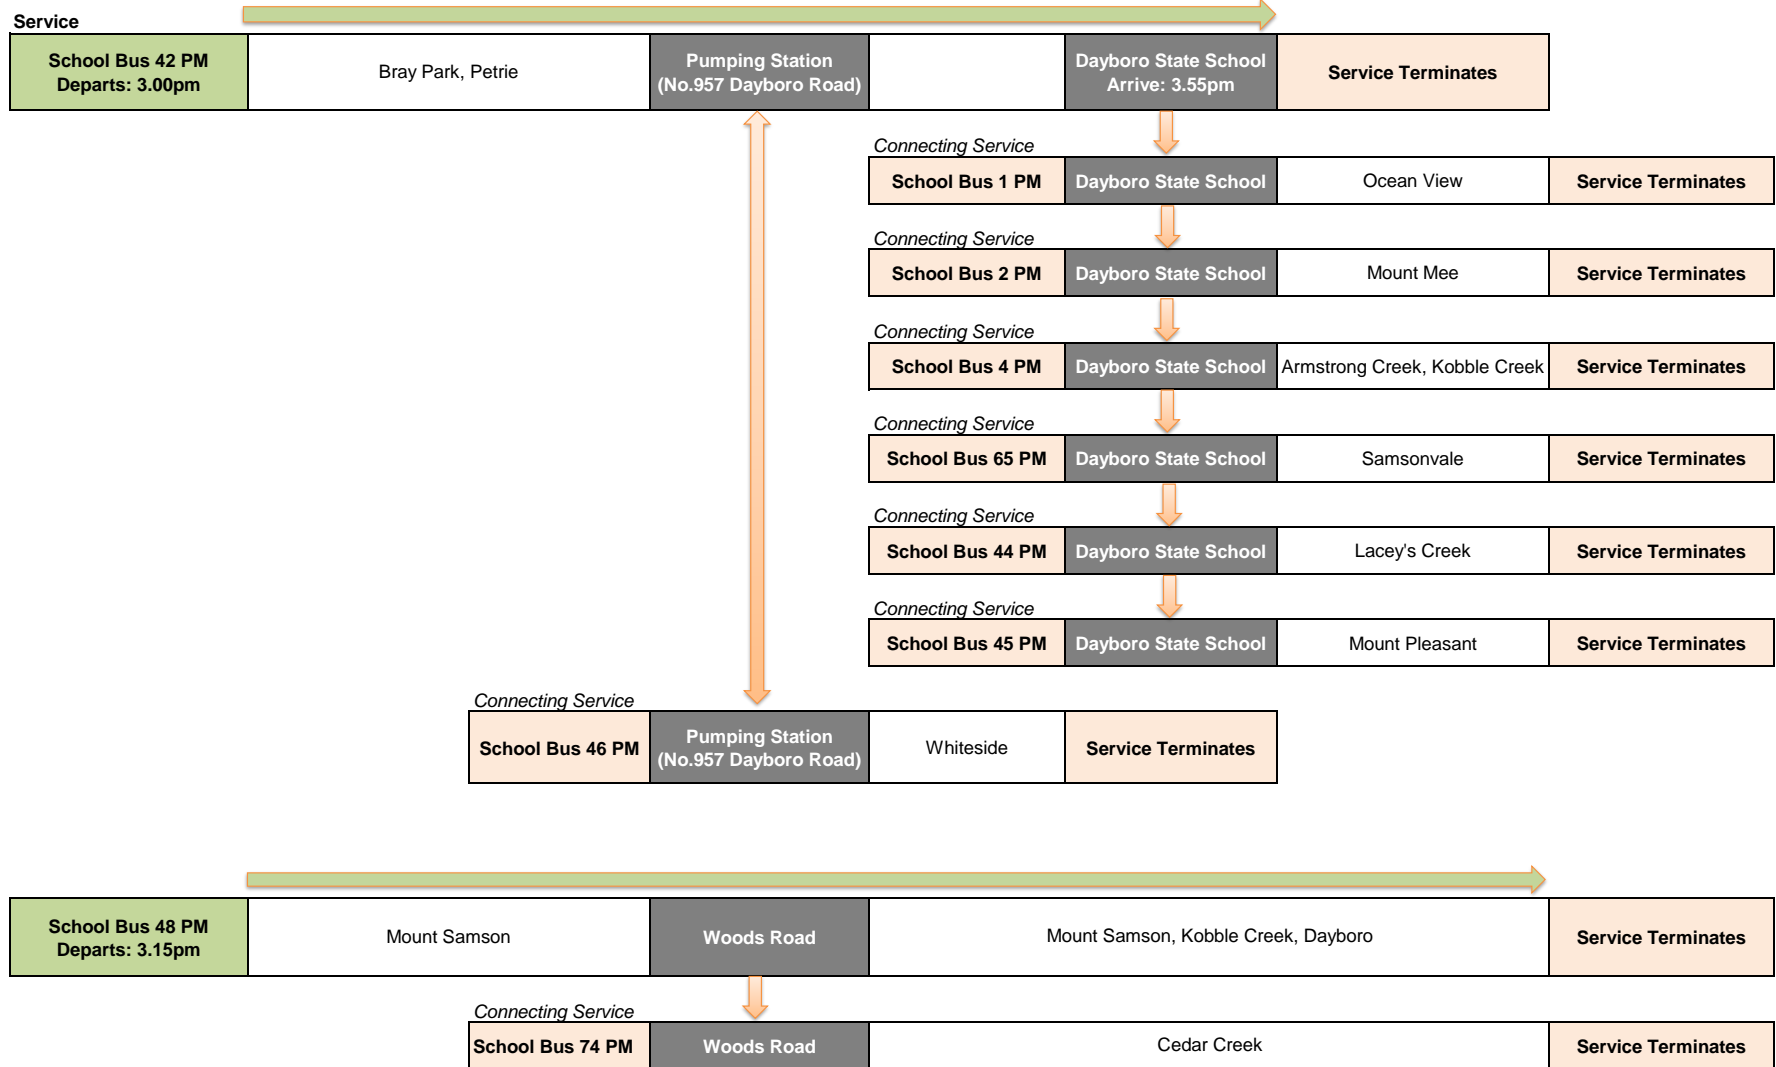 Service
School Bus 42 PM
Departs: 3.00pm
Bray Park, Petrie
Pumping Station
(No.957 Dayboro Road)
Dayboro State School
Arrive: 3.55pm
Service Terminates
Connecting Service
School Bus 1 PM
Dayboro State School
Ocean View
Service Terminates
Connecting Service
School Bus 2 PM
Dayboro State School
Mount Mee
Service Terminates
Connecting Service
School Bus 4 PM
Dayboro State School
Armstrong Creek, Kobble Creek
Service Terminates
Connecting Service
School Bus 65 PM
Dayboro State School
Samsonvale
Service Terminates
Connecting Service
School Bus 44 PM
Dayboro State School
Lacey's Creek
Service Terminates
Connecting Service
School Bus 45 PM
Dayboro State School
Mount Pleasant
Service Terminates
Connecting Service
School Bus 46 PM
Pumping Station
(No.957 Dayboro Road)
Whiteside
Service Terminates
School Bus 48 PM
Departs: 3.15pm
Mount Samson
Woods Road
Mount Samson, Kobble Creek, Dayboro
Service Terminates
Connecting Service
School Bus 74 PM
Woods Road
Cedar Creek
Service Terminates